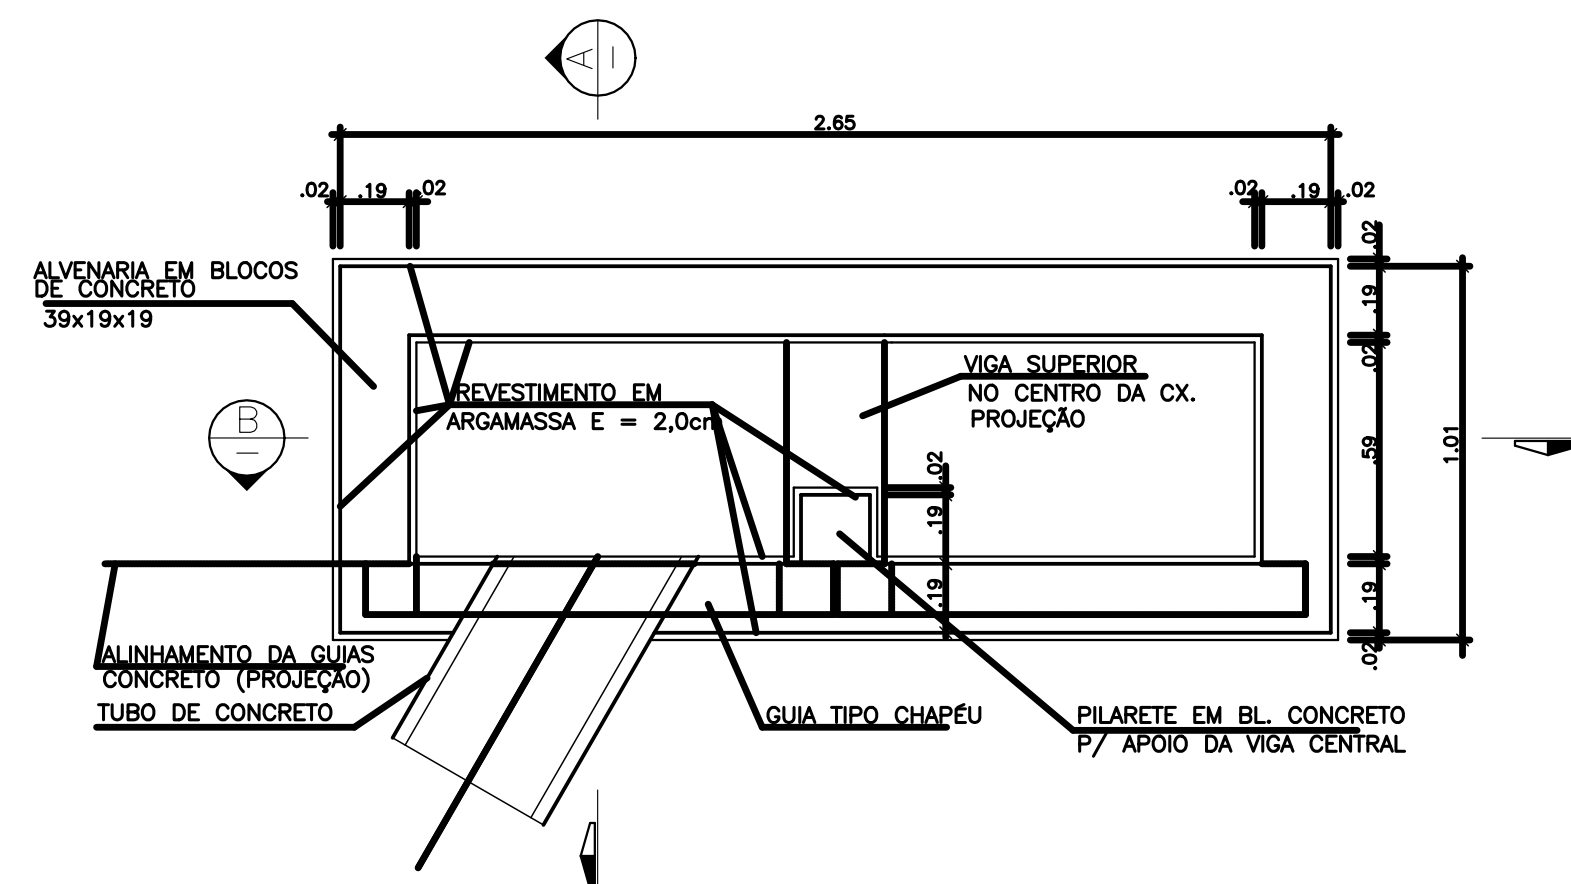 A
2.65
.02
.19
.02
.02
.19
.02
.02
ALVENARIA EM BLOCOS
DE CONCRETO
39x19x19
.19
.02
VIGA SUPERIOR
NO CENTRO DA CX.
PROJEÇÃO
REVESTIMENTO EM
ARGAMASSA E = 2,0cm
B
.59
1.01
.02
.19
.19
.19
.02
ALINHAMENTO DA GUIAS
CONCRETO (PROJEÇÃO)
TUBO DE CONCRETO
GUIA TIPO CHAPÉU
PILARETE EM BL. CONCRETO
P/ APOIO DA VIGA CENTRAL